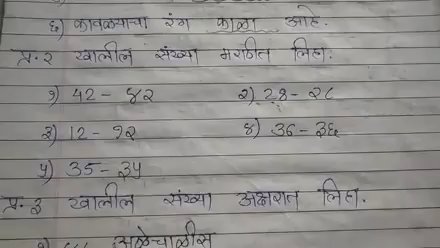 ६) कावळ्याचा रंग काळा आहे.
प्र. २ खालील संख्या मराठीत लिहा.
१) 42 - ४२ २) 28 - २८
३) 12 - १२ ४) 36 - ३६
५) 35 - ३५
प्र. ३ खालील संख्या अक्षरात लिहा.